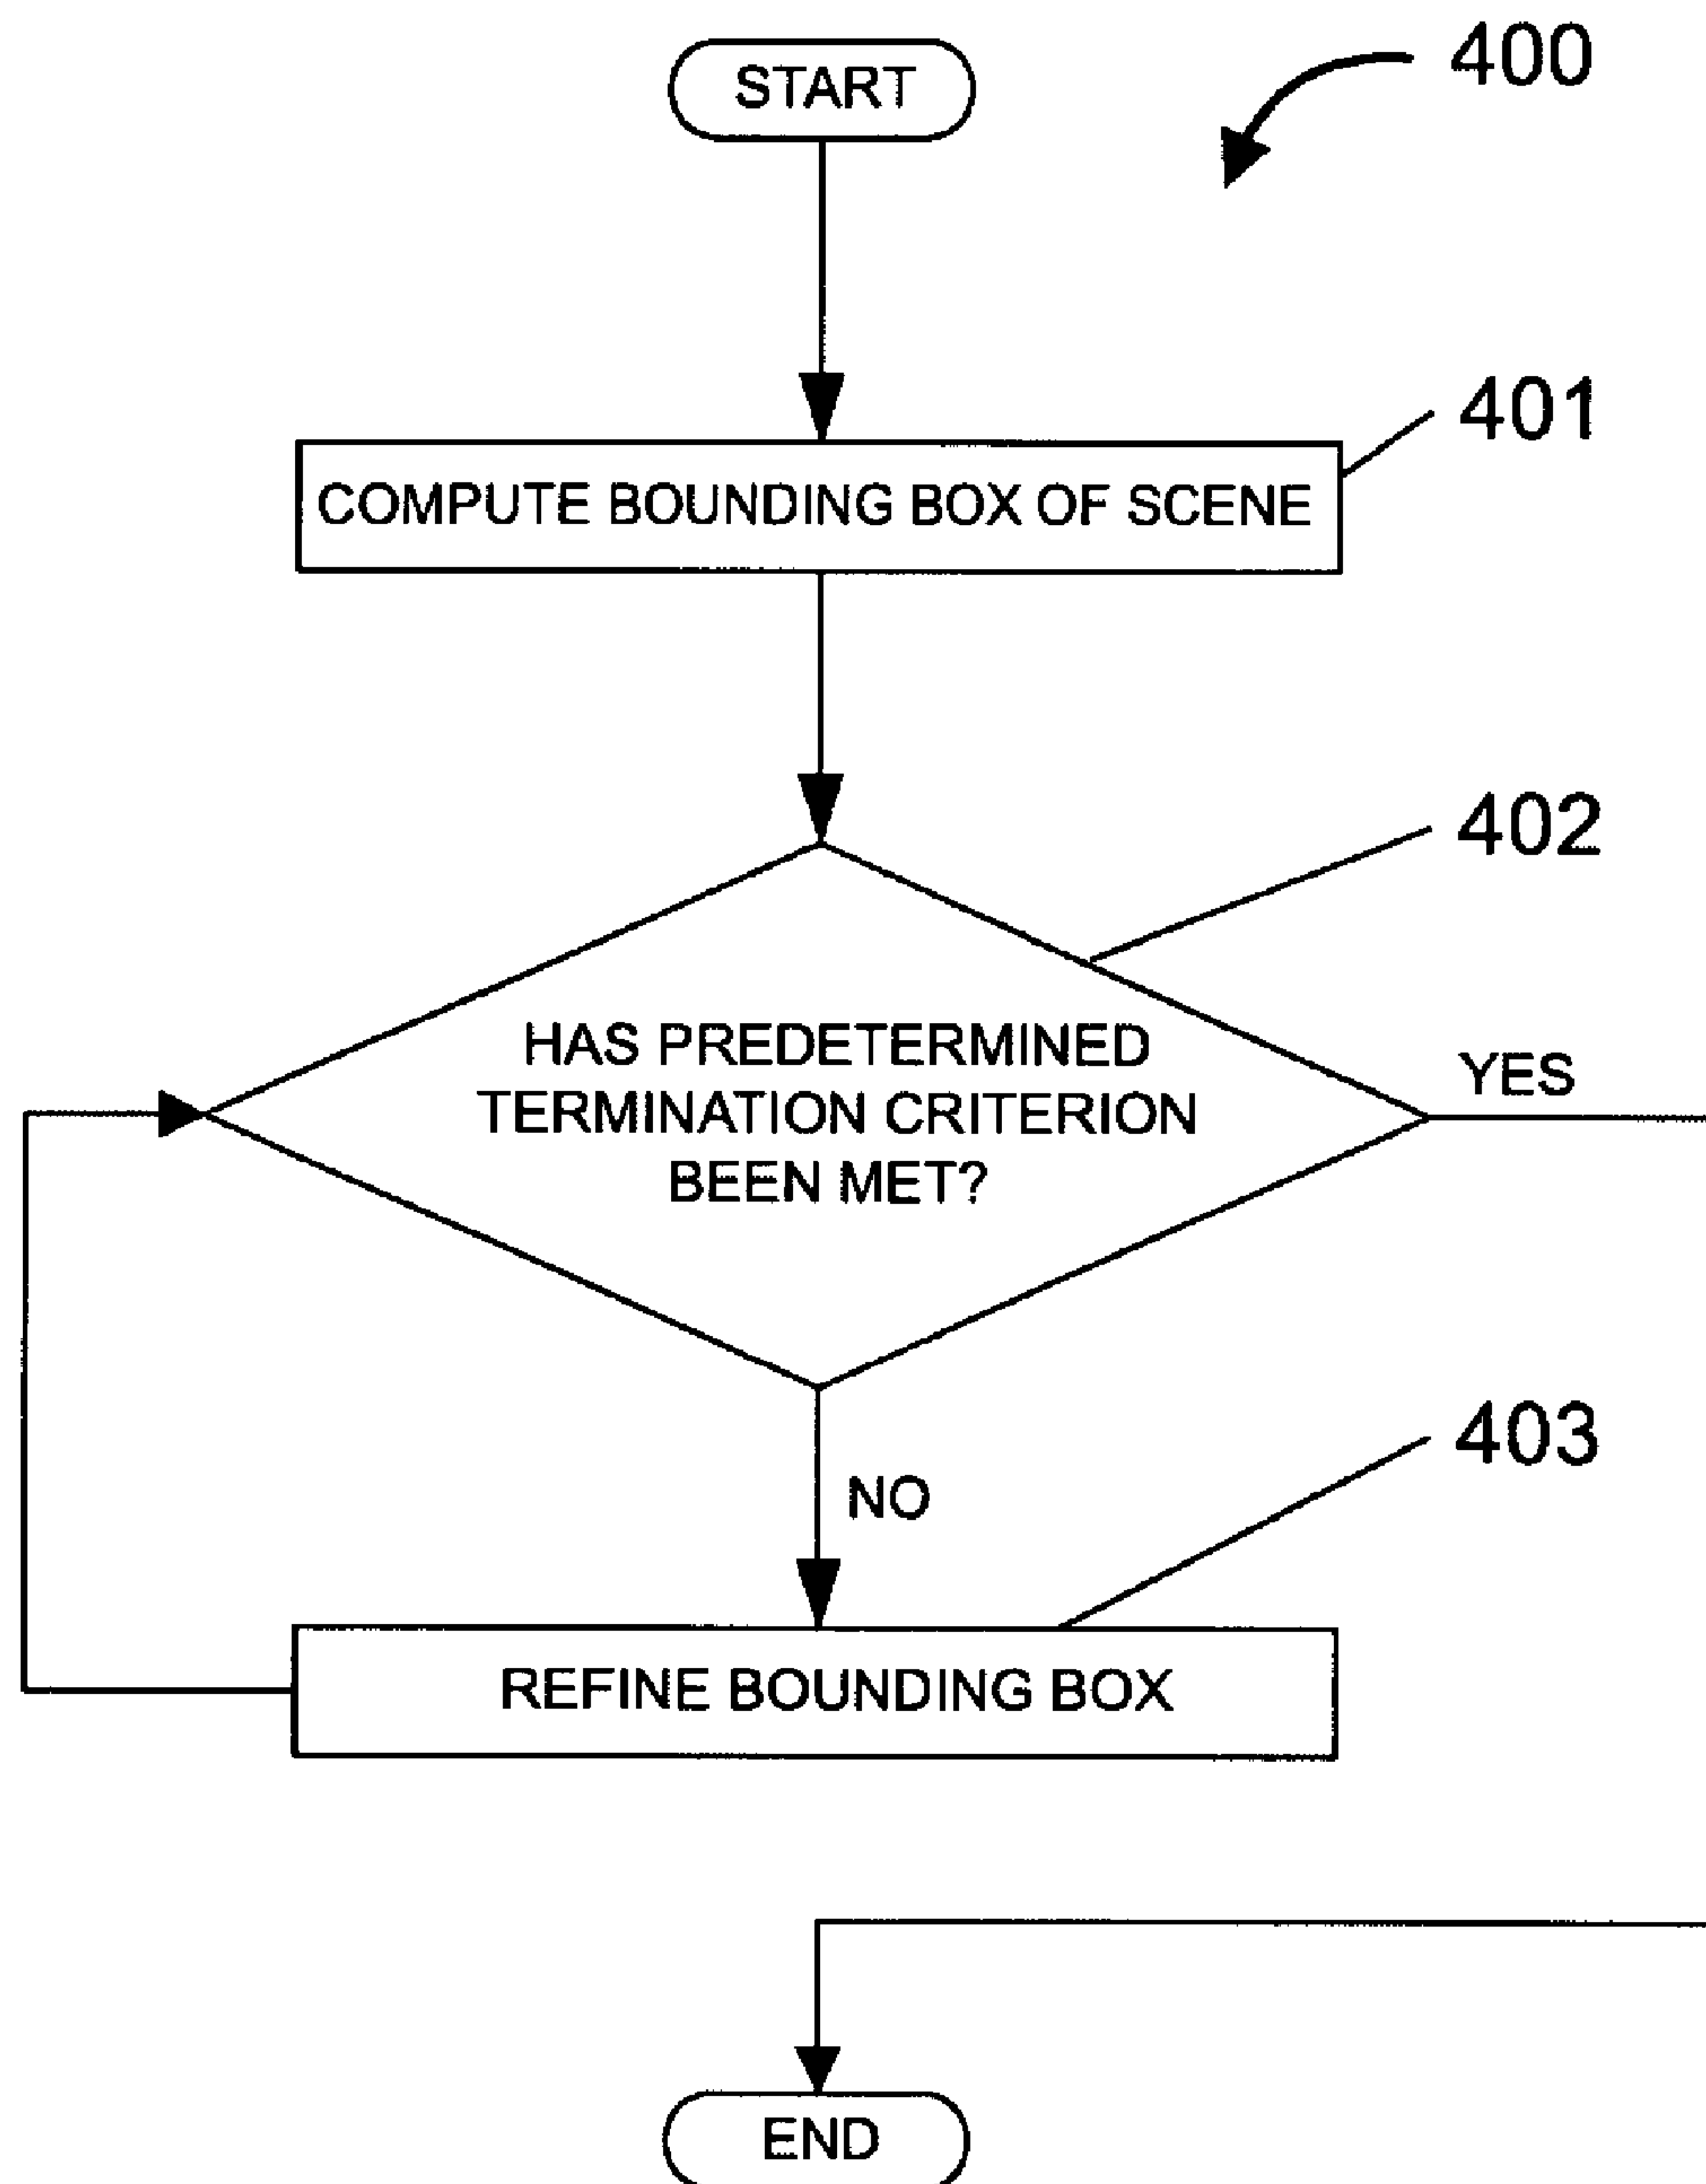 START
400
401
COMPUTE BOUNDING BOX OF SCENE
402
HAS PREDETERMINED
TERMINATION CRITERION
BEEN MET?
YES
NO
403
REFINE BOUNDING BOX
END